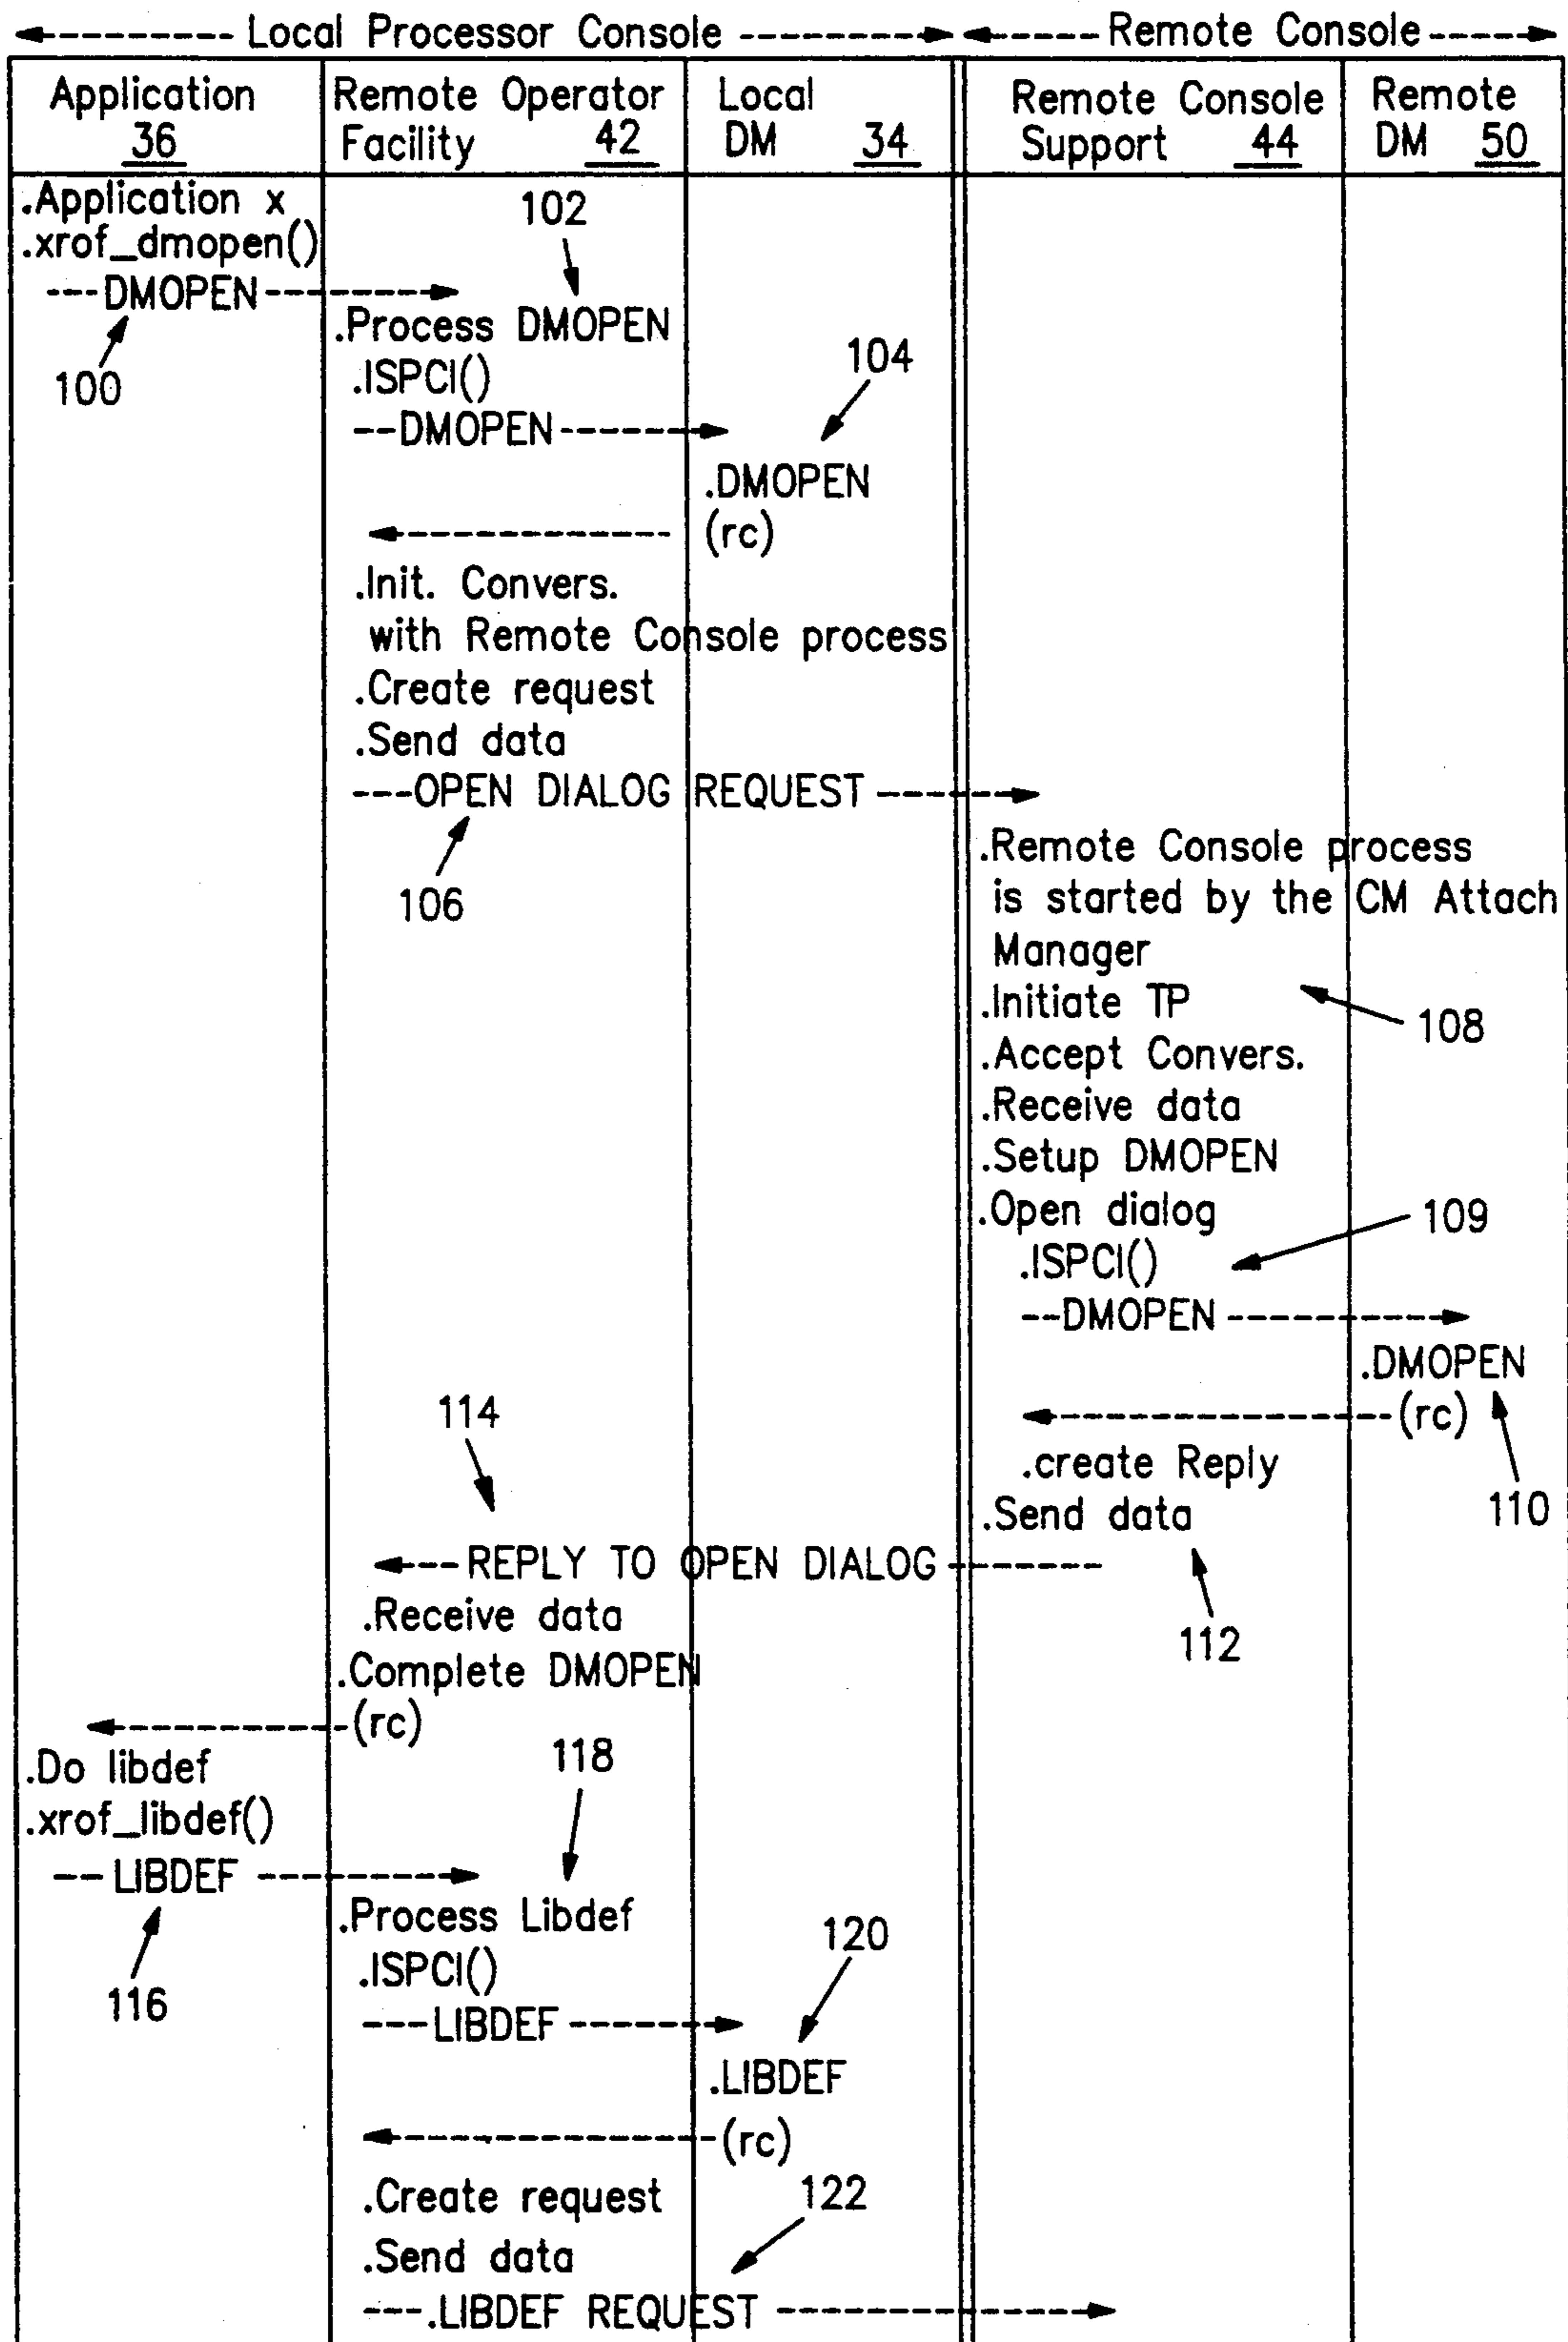 Local Processor Console Remote Console
Application 36
Remote Operator Facility 42
Local DM 34
Remote Console Support 44
Remote DM 50
.Application x
.xrof_dmopen()
102
---DMOPEN
100
.Process DMOPEN
.ISPCI()
104
--DMOPEN
.DMOPEN
(rc)
.Init. Convers.
with Remote Console process
.Create request
.Send data
---OPEN DIALOG REQUEST
106
.Remote Console process
is started by the CM Attach
Manager
.Initiate TP
108
.Accept Convers.
.Receive data
.Setup DMOPEN
.Open dialog
109
.ISPCI()
--DMOPEN
.DMOPEN
(rc)
110
.create Reply
.Send data
112
114
REPLY TO OPEN DIALOG
.Receive data
.Complete DMOPEN
(rc)
.Do libdef
.xrof_libdef()
118
--LIBDEF
116
.Process Libdef
.ISPCI()
120
---LIBDEF
.LIBDEF
(rc)
.Create request
122
.Send data
---.LIBDEF REQUEST